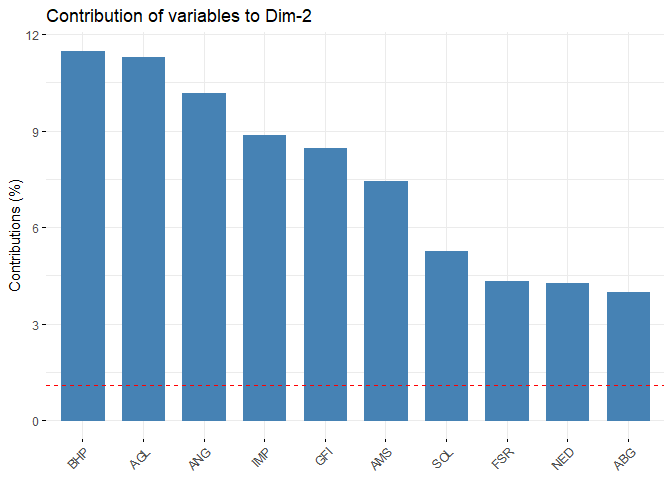 Contribution of variables to Dim-2
Contributions (%)
12
9
6
3
0
BHP
AGL
ANG
IMP
GFI
AMS
SOL
FSR
NED
ABG